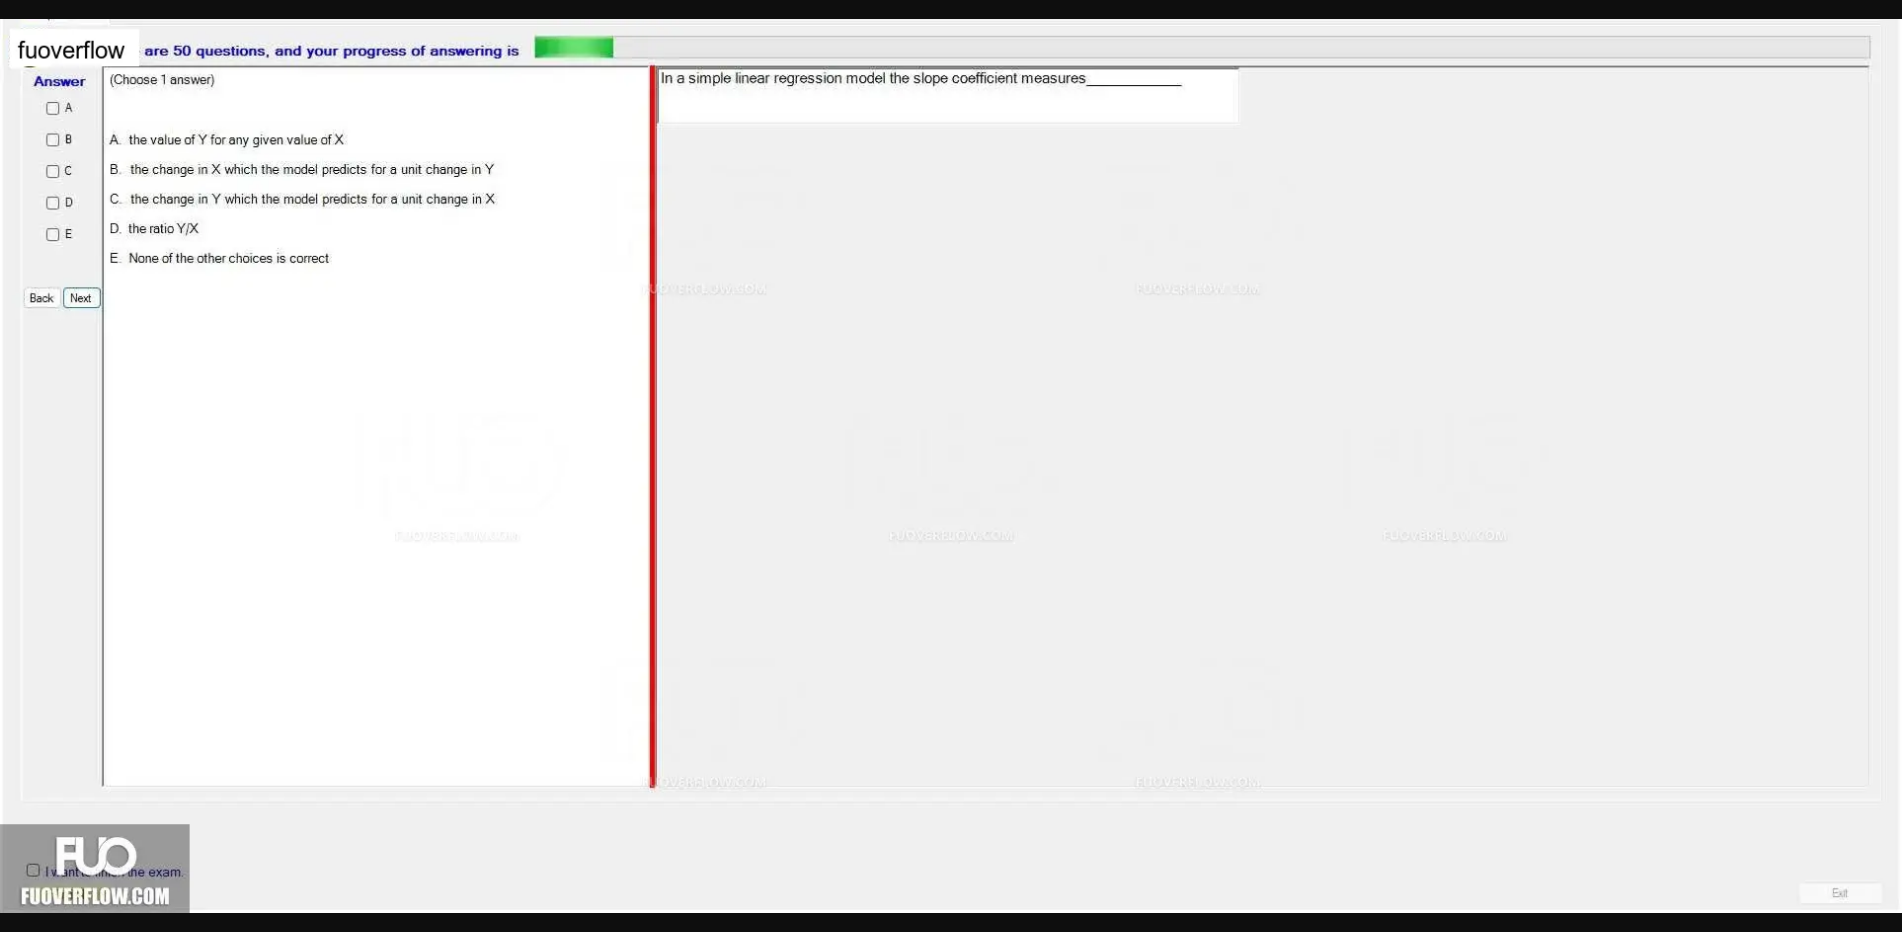 fuoverflow are 50 questions, and your progress of answering is
Answer
(Choose 1 answer)
In a simple linear regression model the slope coefficient measures____________
A
B
C
D
E
A. the value of Y for any given value of X
B. the change in X which the model predicts for a unit change in Y
C. the change in Y which the model predicts for a unit change in X
D. the ratio Y/X
E. None of the other choices is correct
Back Next
FUOVERFLOW.COM FUOVERFLOW.COM
FUOVERFLOW.COM FUOVERFLOW.COM FUOVERFLOW.COM
FUOVERFLOW.COM FUOVERFLOW.COM
FUO
I want the exam.
FUOVERFLOW.COM
Exit